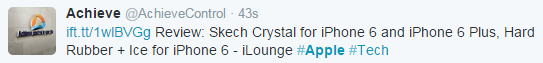 Achieve @AchieveControl · 43s
ift.tt/1wlBVGg Review: Skech Crystal for iPhone 6 and iPhone 6 Plus, Hard
Rubber + Ice for iPhone 6 - iLounge #Apple #Tech